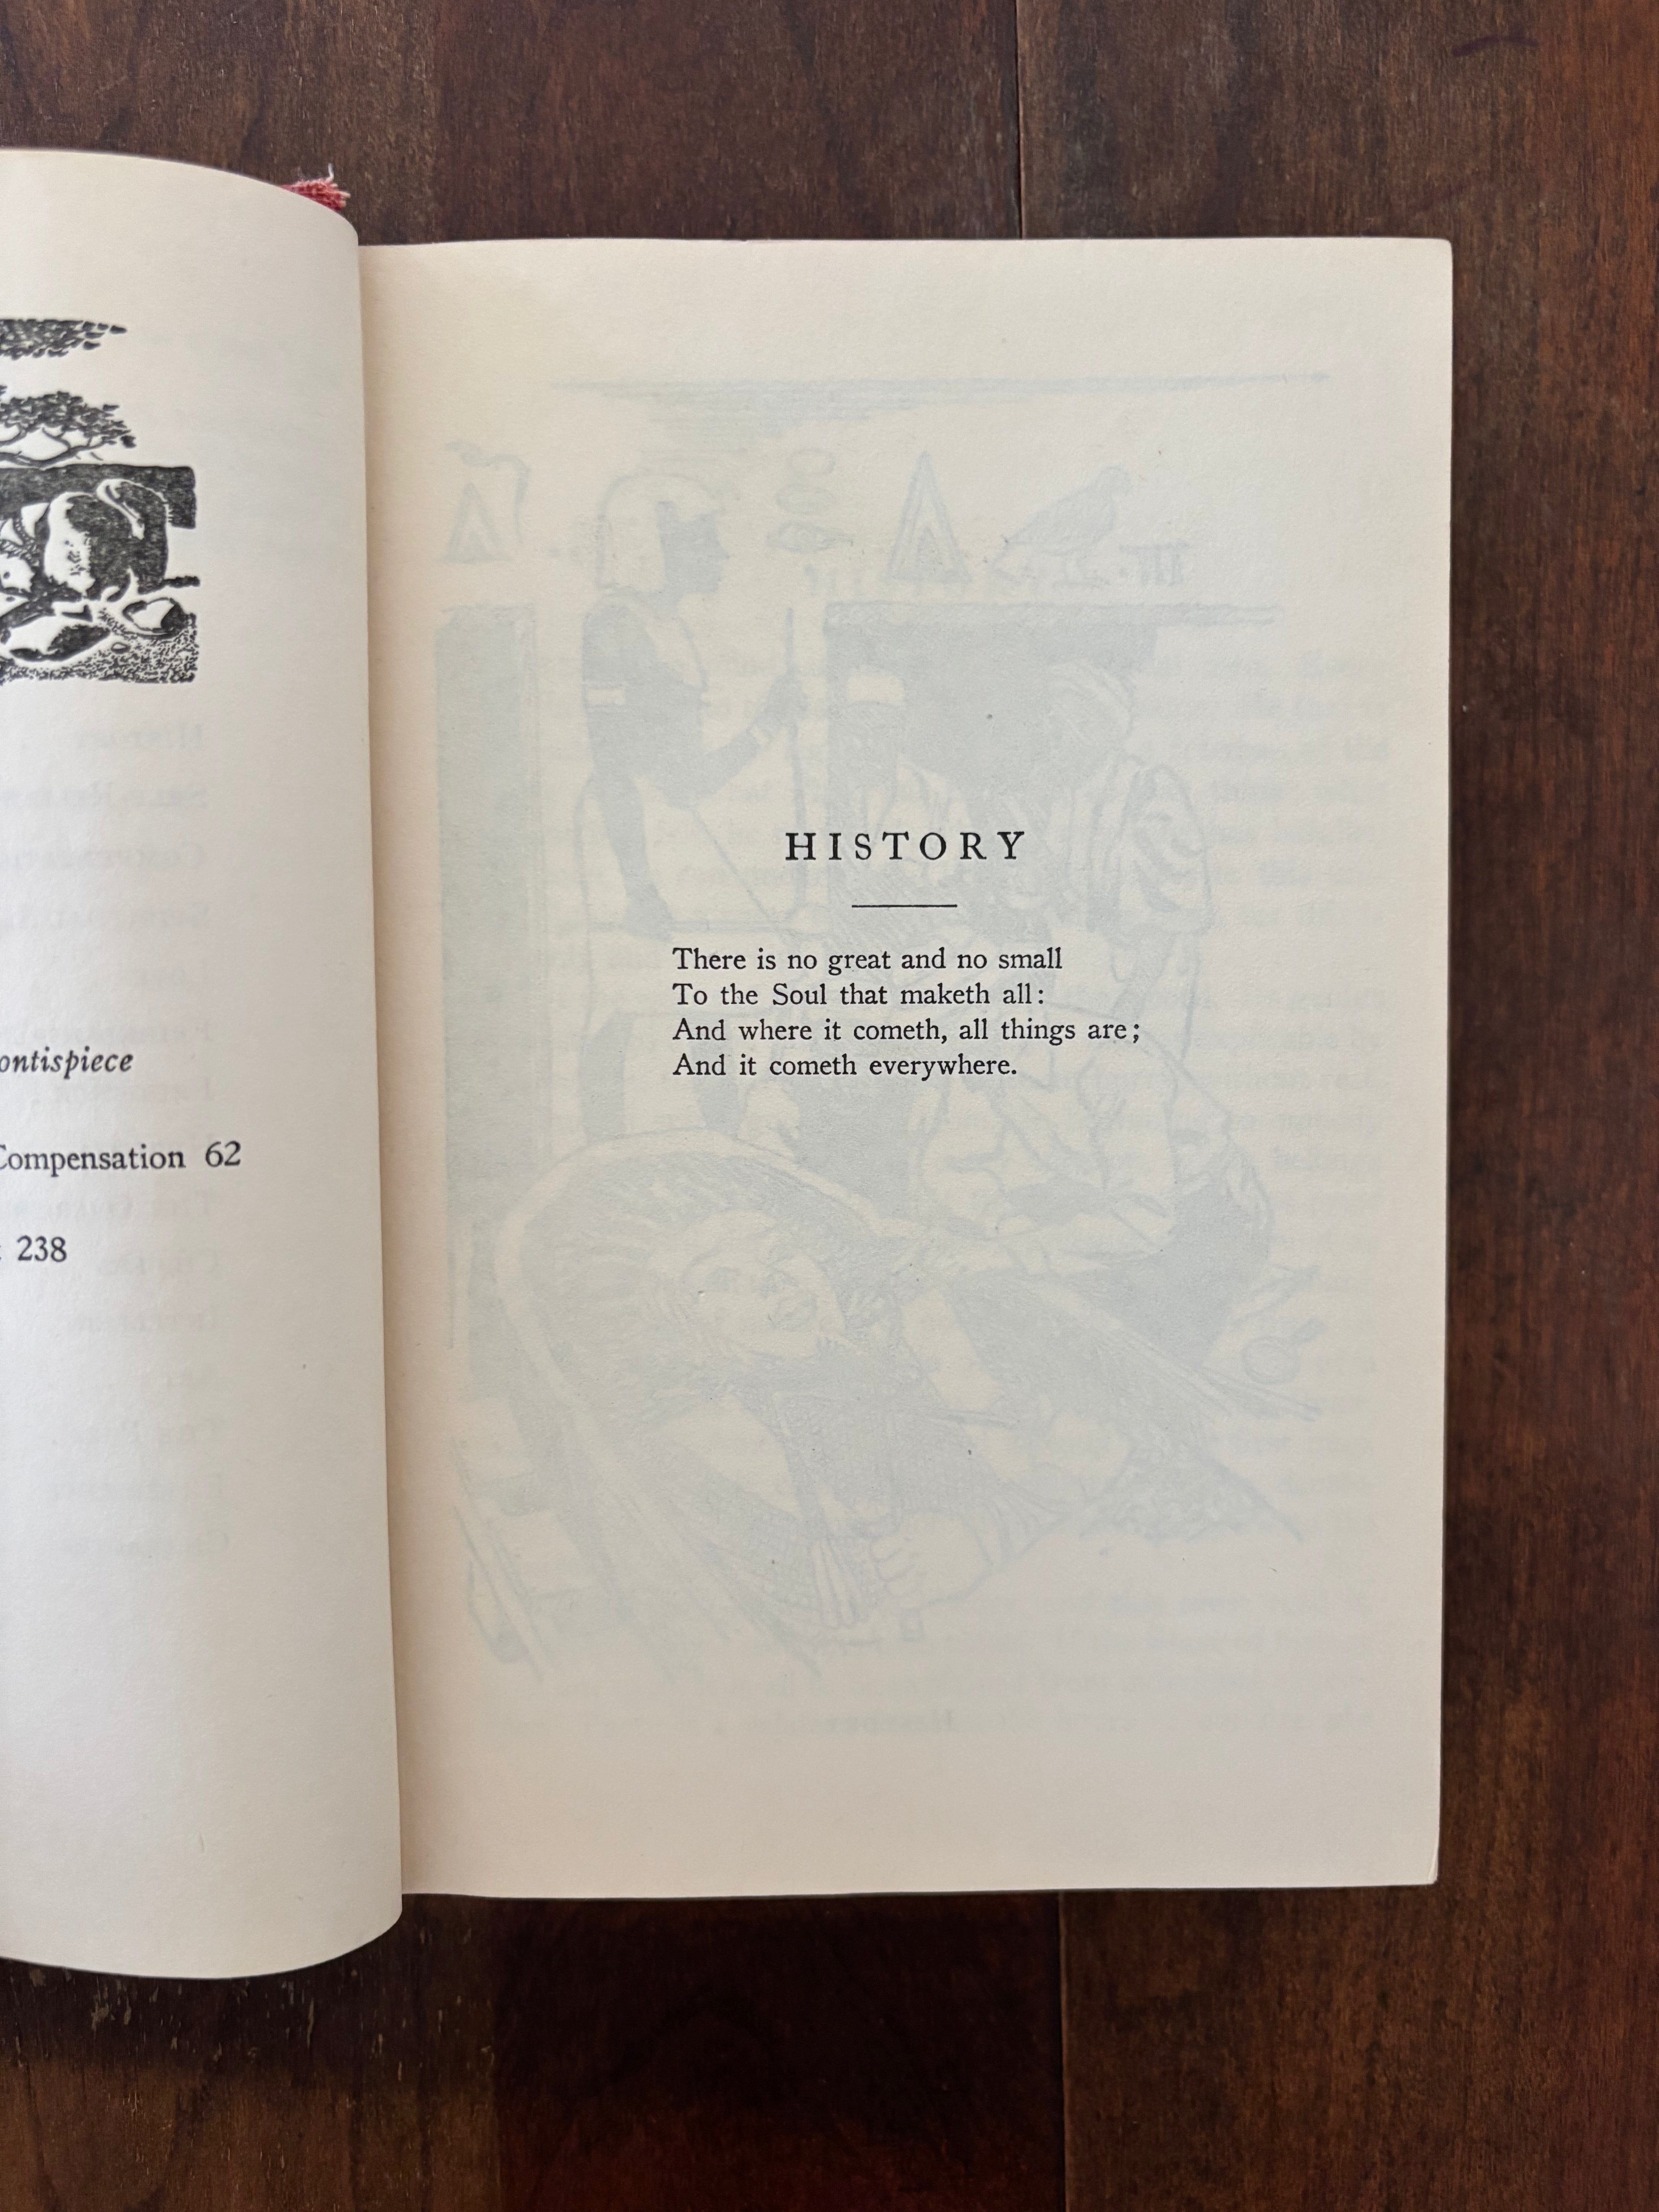 ontispiece
Compensation 62
238
HISTORY
There is no great and no small
To the Soul that maketh all:
And where it cometh, all things are;
And it cometh everywhere.